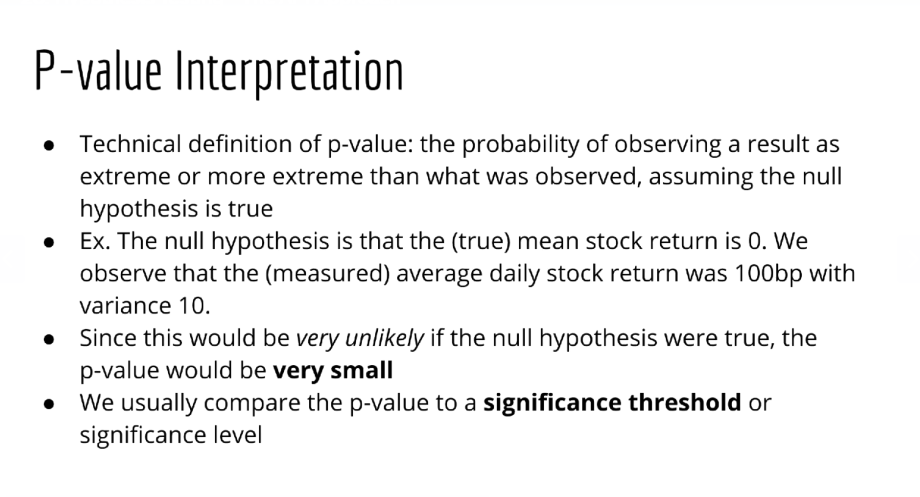 P-value Interpretation
● Technical definition of p-value: the probability of observing a result as
extreme or more extreme than what was observed, assuming the null
hypothesis is true
● Ex. The null hypothesis is that the (true) mean stock return is 0. We
observe that the (measured) average daily stock return was 100bp with
variance 10.
● Since this would be very unlikely if the null hypothesis were true, the
p-value would be very small
● We usually compare the p-value to a significance threshold or
significance level